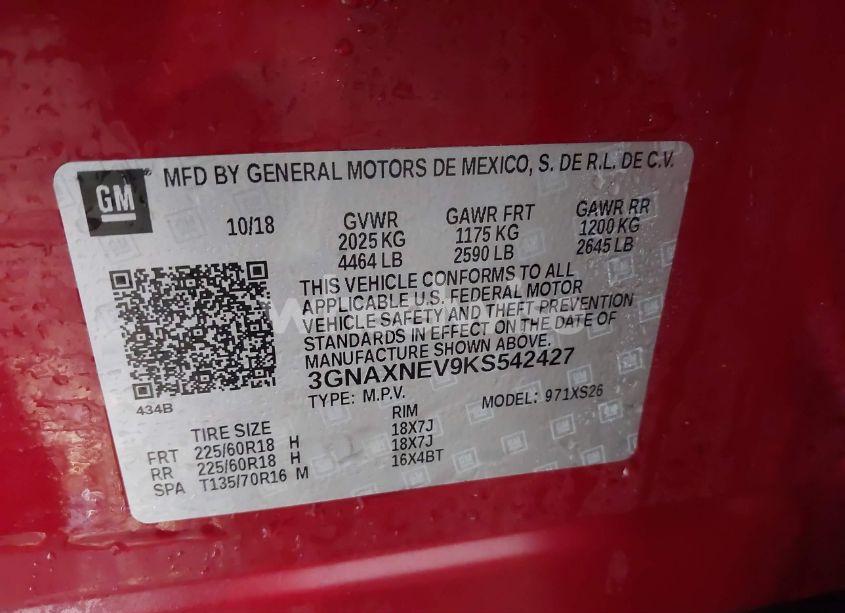 GM
MFD BY GENERAL MOTORS DE MEXICO, S. DE R.L. DE C.V.
10/18 GVWR GAWR FRT GAWR RR
2025 KG 1175 KG 1200 KG
4464 LB 2590 LB 2645 LB
THIS VEHICLE CONFORMS TO ALL
APPLICABLE U.S. FEDERAL MOTOR
VEHICLE SAFETY AND THEFT PREVENTION
STANDARDS IN EFFECT ON THE DATE OF
MANUFACTURE SHOWN ABOVE.
3GNAXNEV9KS542427
434B TYPE: M.P.V. MODEL: 971XS26
TIRE SIZE RIM
FRT 225/60R18 H 18X7J
RR 225/60R18 H 18X7J
SPA T135/70R16 M 16X4BT